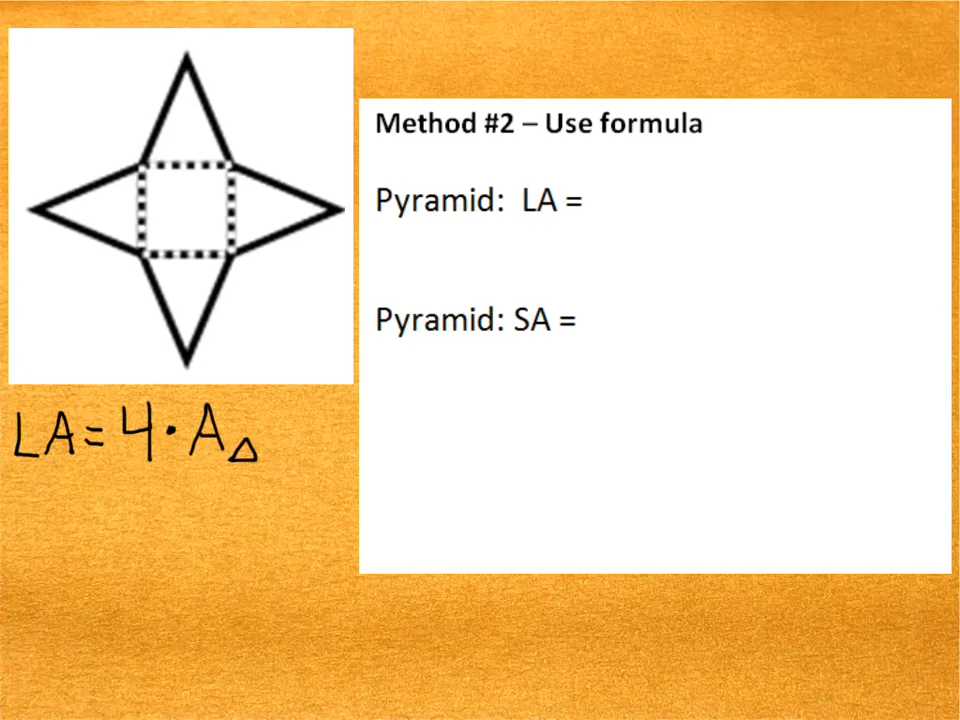 Method #2 – Use formula
Pyramid: LA =
Pyramid: SA =
LA = 4 · A△